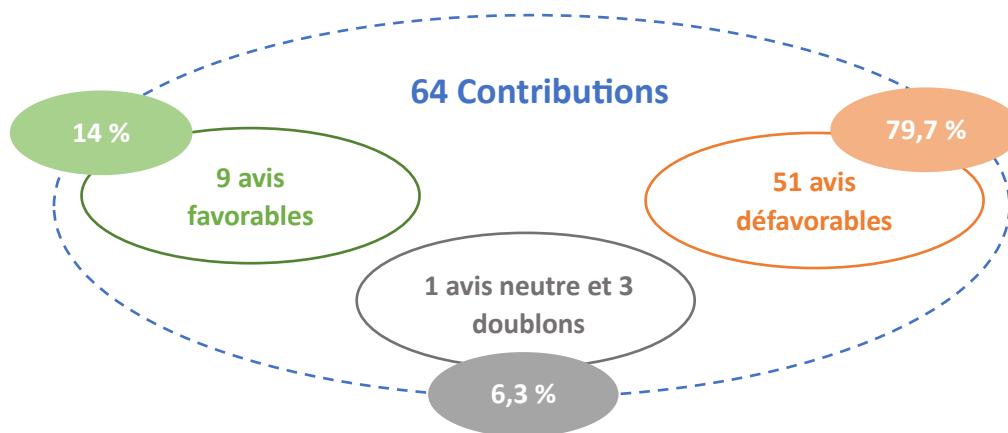 64 Contributions
14 %
79,7 %
9 avis
favorables
51 avis
défavorables
1 avis neutre et 3
doublons
6,3 %